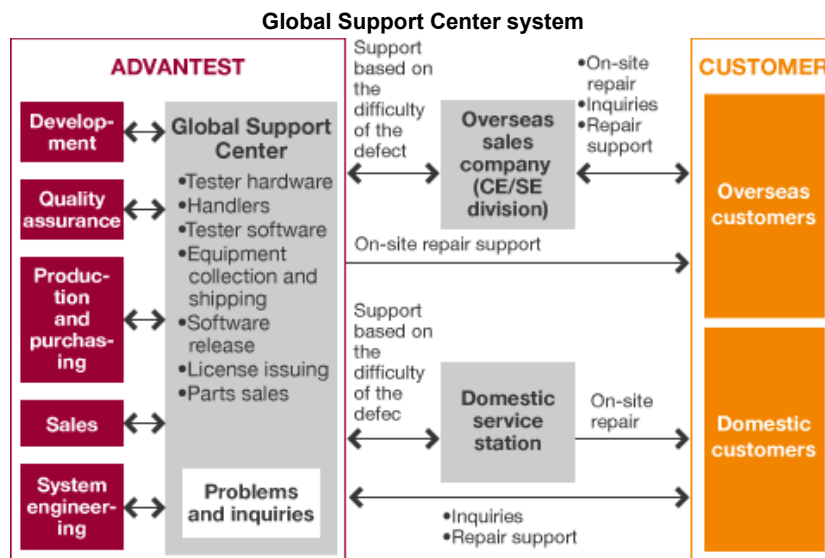 Global Support Center system
ADVANTEST
Develop-
ment
Quality
assurance
Produc-
tion
and
purchas-
ing
Sales
System
engineer-
ing
Global Support
Center
•Tester hardware
•Handlers
•Tester software
•Equipment
collection and
shipping
•Software
release
•License issuing
•Parts sales
Problems
and inquiries
Support
based on
the
difficulty
of the
defect
Overseas
sales
company
(CE/SE
division)
•On-site
repair
•Inquiries
•Repair
support
On-site repair support
Support
based on
the
difficulty
of the
defec
Domestic
service
station
On-site
repair
•Inquiries
•Repair support
CUSTOMER
Overseas
customers
Domestic
customers